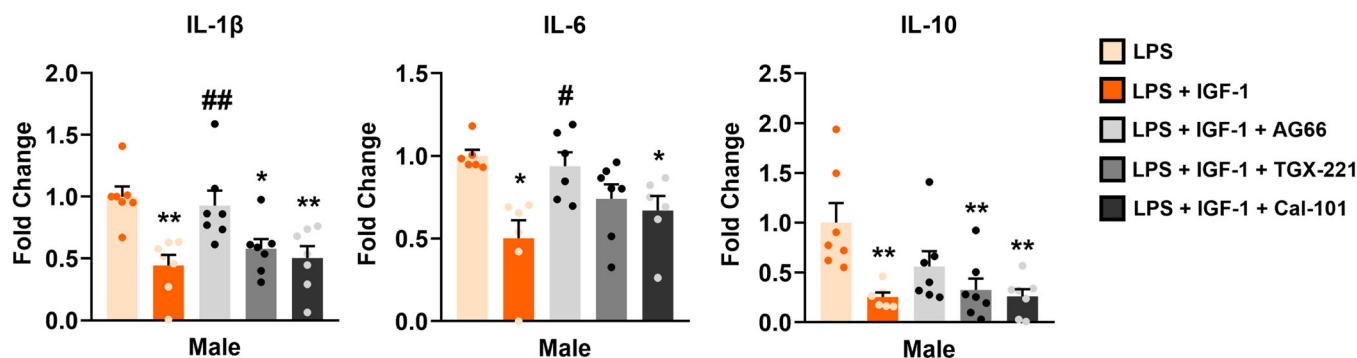 IL-1β
Fold Change
2.0
1.5
1.0
0.5
0.0
**
##
*
**
Male
IL-6
Fold Change
1.5
1.0
0.5
0.0
*
#
*
Male
IL-10
Fold Change
2.5
2.0
1.5
1.0
0.5
0.0
**
**
**
Male
LPS
LPS + IGF-1
LPS + IGF-1 + AG66
LPS + IGF-1 + TGX-221
LPS + IGF-1 + Cal-101